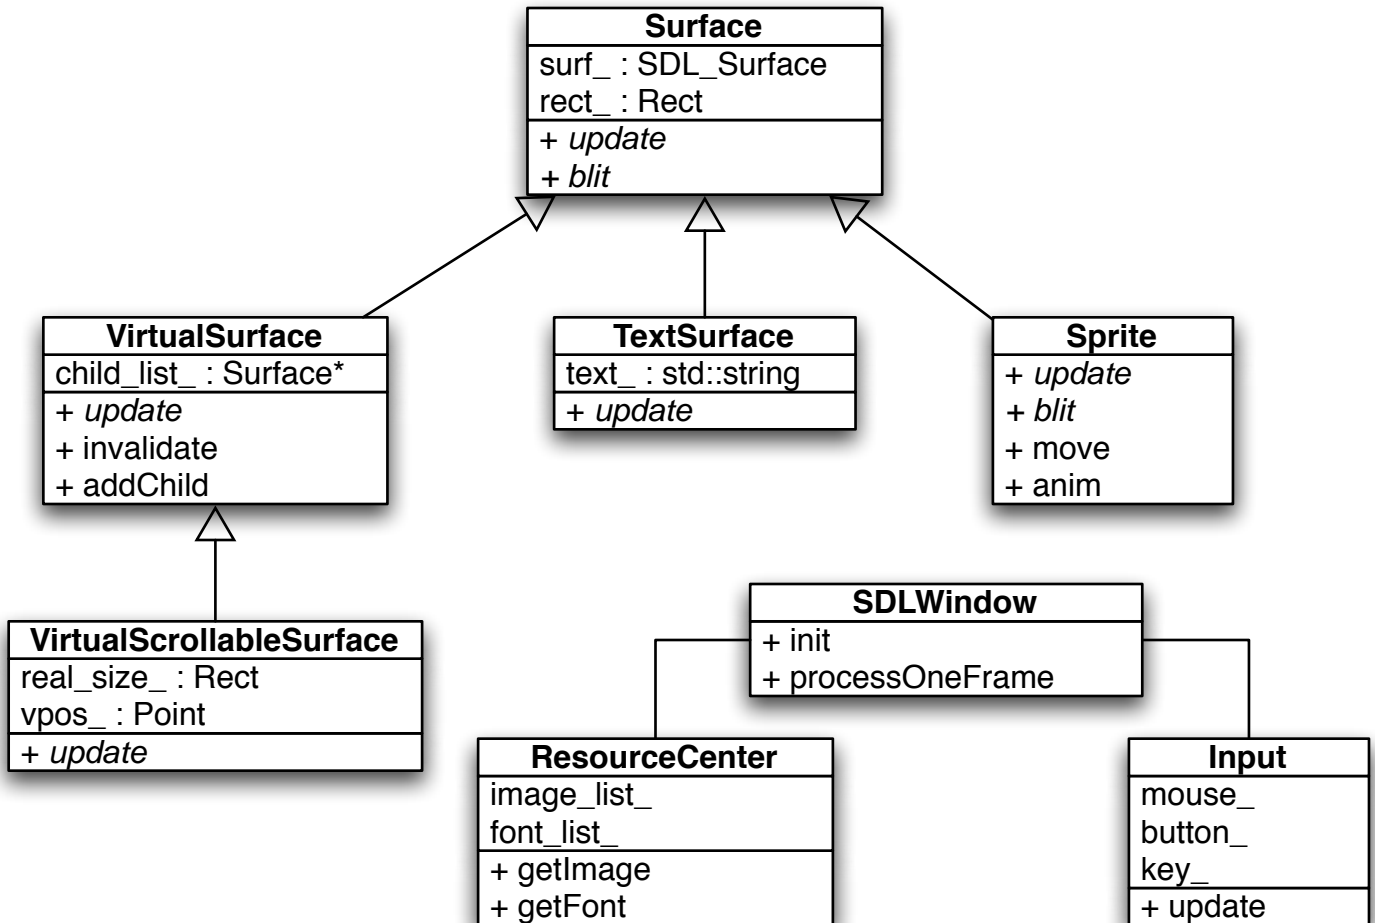 Surface
surf_ : SDL_Surface
rect_ : Rect
+ update
+ blit
VirtualSurface
child_list_ : Surface*
+ update
+ invalidate
+ addChild
TextSurface
text_ : std::string
+ update
Sprite
+ update
+ blit
+ move
+ anim
VirtualScrollableSurface
real_size_ : Rect
vpos_ : Point
+ update
SDLWindow
+ init
+ processOneFrame
ResourceCenter
image_list_
font_list_
+ getImage
+ getFont
Input
mouse_
button_
key_
+ update